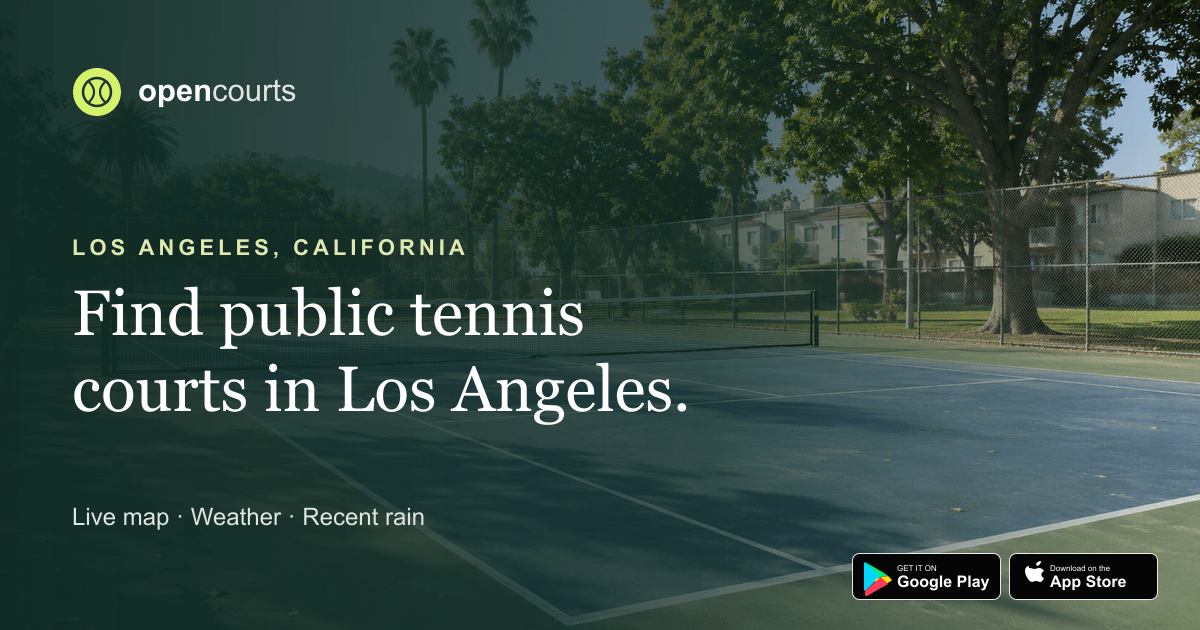 opencourts
LOS ANGELES, CALIFORNIA
Find public tennis
courts in Los Angeles.
Live map · Weather · Recent rain
GET IT ON
Google Play
Download on the
App Store